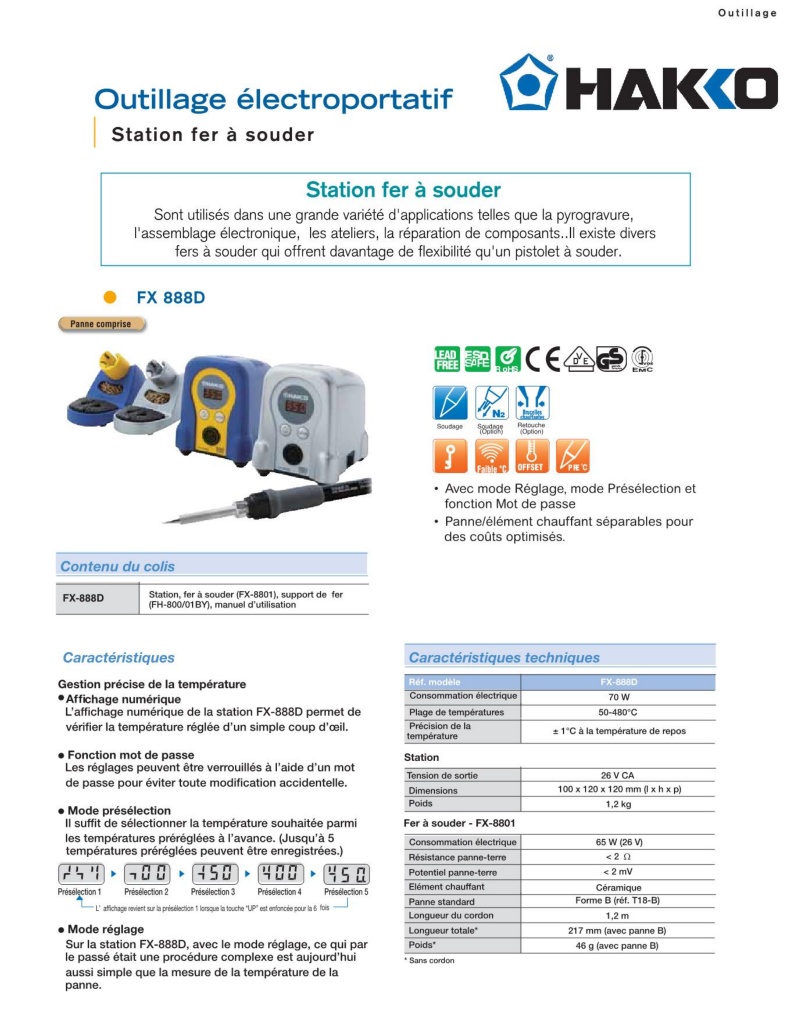 Outillage
Outillage électroportatif
HAKKO
®
Station fer à souder
Station fer à souder
Sont utilisés dans une grande variété d'applications telles que la pyrogravure,
l'assemblage électronique, les ateliers, la réparation de composants..Il existe divers
fers à souder qui offrent davantage de flexibilité qu'un pistolet à souder.
FX 888D
Panne comprise
LEAD
FREE
ESD
SAFE
RoHS
CE
VDE
GS
EMC
N2
Bruxelles
chauffantes
Soudage
Soudage
(Option)
Retouche
(Option)
Faible °C
OFFSET
PRE°C
• Avec mode Réglage, mode Présélection et
fonction Mot de passe
• Panne/élément chauffant séparables pour
des coûts optimisés.
Contenu du colis
FX-888D
Station, fer à souder (FX-8801), support de fer
(FH-800/01BY), manuel d'utilisation
Caractéristiques
Gestion précise de la température
● Affichage numérique
L'affichage numérique de la station FX-888D permet de
vérifier la température réglée d'un simple coup d'œil.
● Fonction mot de passe
Les réglages peuvent être verrouillés à l'aide d'un mot
de passe pour éviter toute modification accidentelle.
● Mode présélection
Il suffit de sélectionner la température souhaitée parmi
les températures préréglées à l'avance. (Jusqu'à 5
températures préréglées peuvent être enregistrées.)
400 450
Présélection 1 Présélection 2 Présélection 3 Présélection 4 Présélection 5
L' affichage revient sur la présélection 1 lorsque la touche "UP" est enfoncée pour la 6 fois
● Mode réglage
Sur la station FX-888D, avec le mode réglage, ce qui par
le passé était une procédure complexe est aujourd'hui
aussi simple que la mesure de la température de la
panne.
Caractéristiques techniques
Réf. modèle FX-888D
Consommation électrique 70 W
Plage de températures 50-480°C
Précision de la
température ± 1°C à la température de repos
Station
Tension de sortie 26 V CA
Dimensions 100 x 120 x 120 mm (l x h x p)
Poids 1,2 kg
Fer à souder - FX-8801
Consommation électrique 65 W (26 V)
Résistance panne-terre < 2 Ω
Potentiel panne-terre < 2 mV
Elément chauffant Céramique
Panne standard Forme B (réf. T18-B)
Longueur du cordon 1,2 m
Longueur totale* 217 mm (avec panne B)
Poids* 46 g (avec panne B)
* Sans cordon